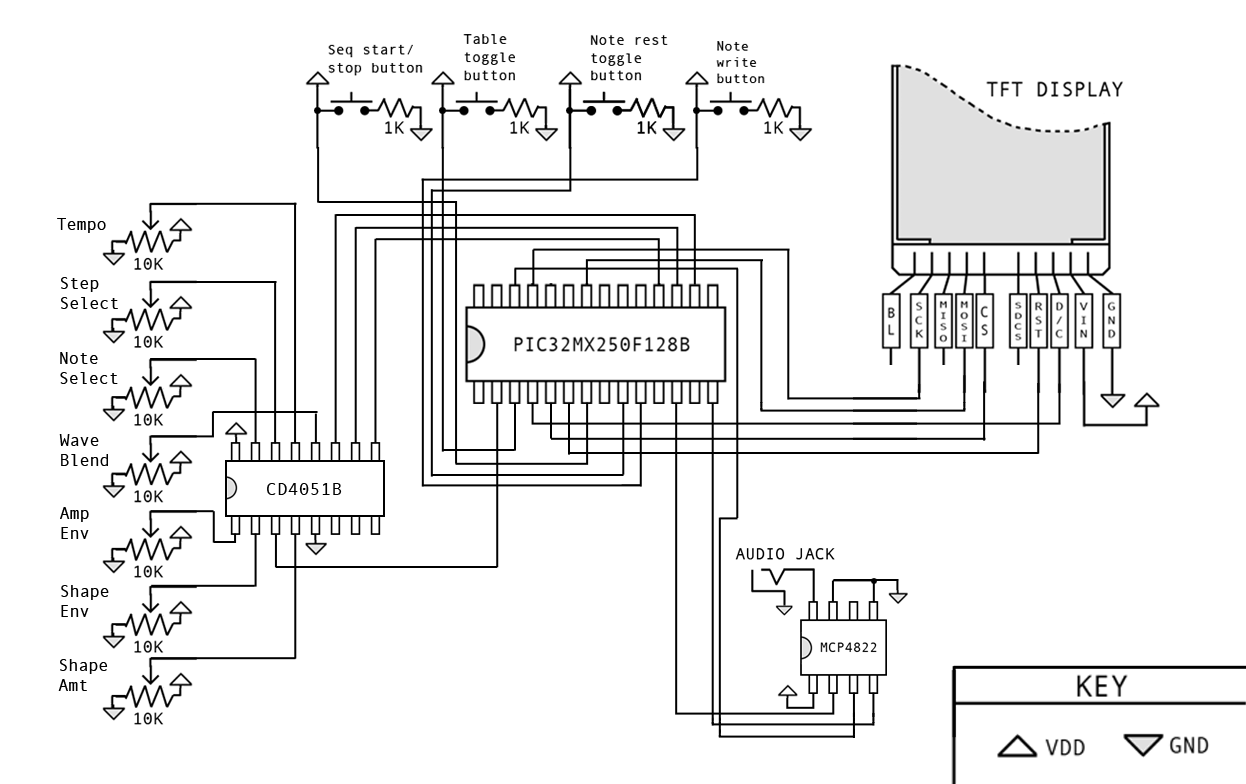 Seq start/
stop button
Table
toggle
button
Note rest
toggle
button
Note
write
button
1K
1K
1K
1K
TFT DISPLAY
BL
SCK
MISO
MOSI
CS
SDCS
RST
D/C
VIN
GND
Tempo
10K
Step
Select
10K
Note
Select
10K
Wave
Blend
10K
Amp
Env
10K
Shape
Env
10K
Shape
Amt
10K
PIC32MX250F128B
CD4051B
AUDIO JACK
MCP4822
KEY
VDD
GND